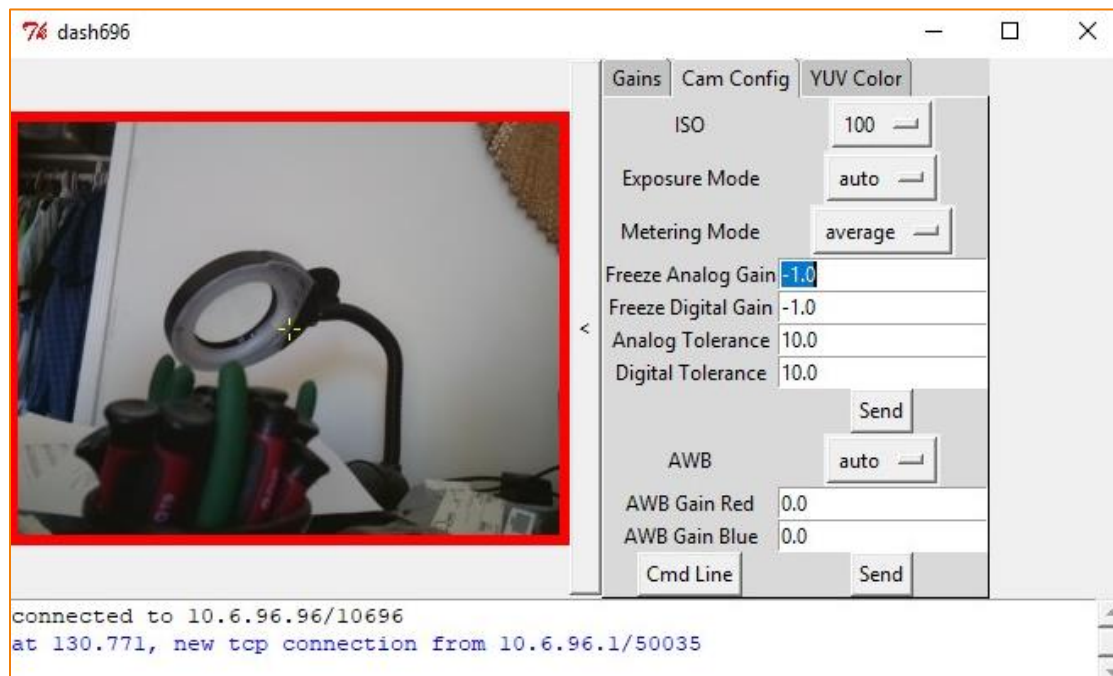 dash696
Gains Cam Config YUV Color
ISO 100
Exposure Mode auto
Metering Mode average
Freeze Analog Gain -1.0
Freeze Digital Gain -1.0
Analog Tolerance 10.0
Digital Tolerance 10.0
Send
AWB auto
AWB Gain Red 0.0
AWB Gain Blue 0.0
Cmd Line Send
<
connected to 10.6.96.96/10696
at 130.771, new tcp connection from 10.6.96.1/50035